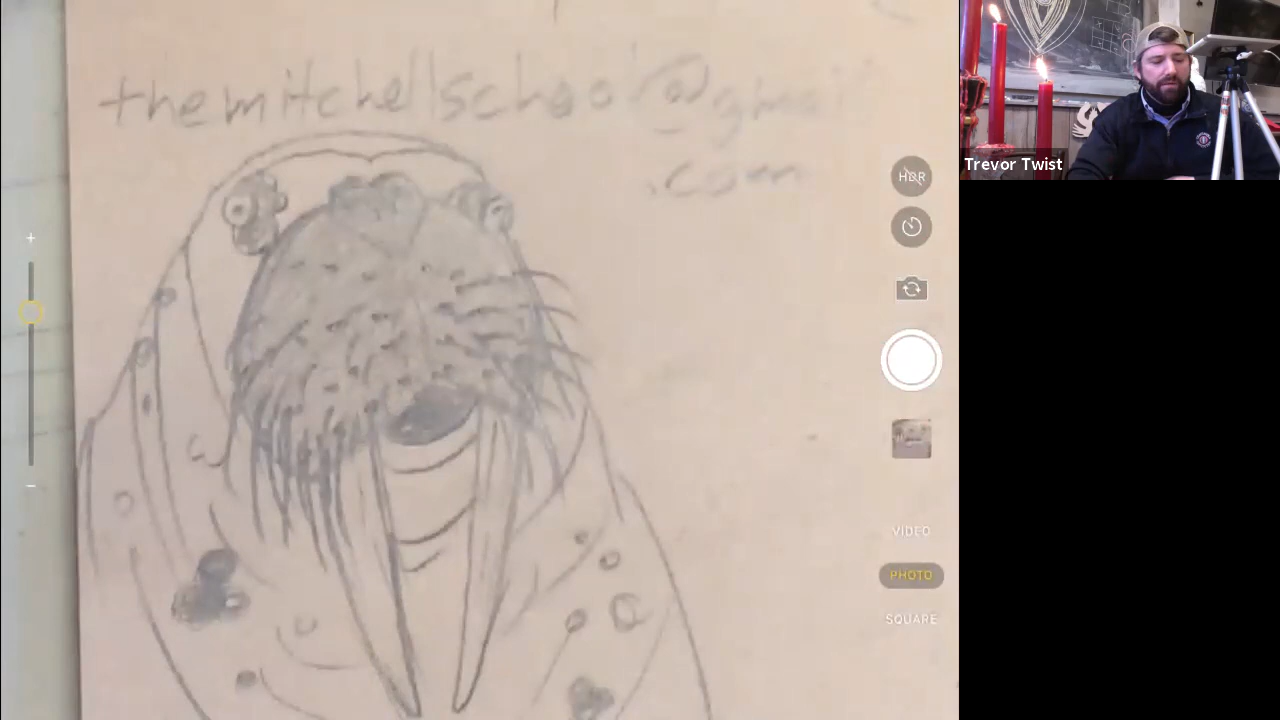 themitchellschool@gmail
.com
HDR
Trevor Twist
VIDEO
PHOTO
SQUARE